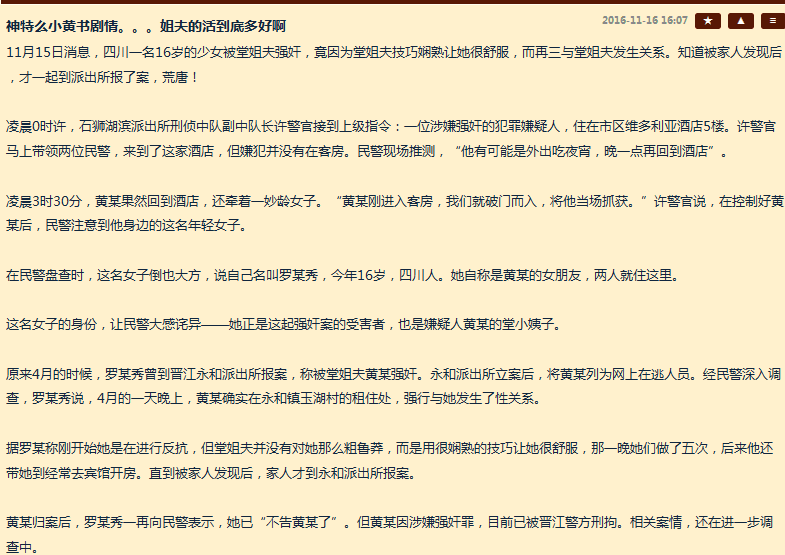 神特么小黄书剧情。。。姐夫的活到底多好啊
2016-11-16 16:07 ★ ▲ ≡
11月15日消息，四川一名16岁的少女被堂姐夫强奸，竟因为堂姐夫技巧娴熟让她很舒服，而再三与堂姐夫发生关系。知道被家人发现后
，才一起到派出所报了案，荒唐！
凌晨0时许，石狮湖滨派出所刑侦中队副中队长许警官接到上级指令：一位涉嫌强奸的犯罪嫌疑人，住在市区维多利亚酒店5楼。许警官
马上带领两位民警，来到了这家酒店，但嫌犯并没有在客房。民警现场推测，“他有可能是外出吃夜宵，晚一点再回到酒店”。
凌晨3时30分，黄某果然回到酒店，还牵着一妙龄女子。“黄某刚进入客房，我们就破门而入，将他当场抓获。”许警官说，在控制好黄
某后，民警注意到他身边的这名年轻女子。
在民警盘查时，这名女子倒也大方，说自己名叫罗某秀，今年16岁，四川人。她自称是黄某的女朋友，两人就住这里。
这名女子的身份，让民警大感诧异——她正是这起强奸案的受害者，也是嫌疑人黄某的堂小姨子。
原来4月的时候，罗某秀曾到晋江永和派出所报案，称被堂姐夫黄某强奸。永和派出所立案后，将黄某列为网上在逃人员。经民警深入调
查，罗某秀说，4月的一天晚上，黄某确实在永和镇玉湖村的租住处，强行与她发生了性关系。
据罗某称刚开始她是在进行反抗，但堂姐夫并没有对她那么粗鲁莽，而是用很娴熟的技巧让她很舒服，那一晚她们做了五次，后来他还
带她到经常去宾馆开房。直到被家人发现后，家人才到永和派出所报案。
黄某归案后，罗某秀一再向民警表示，她已“不告黄某了”。但黄某因涉嫌强奸罪，目前已被晋江警方刑拘。相关案情，还在进一步调
查中。